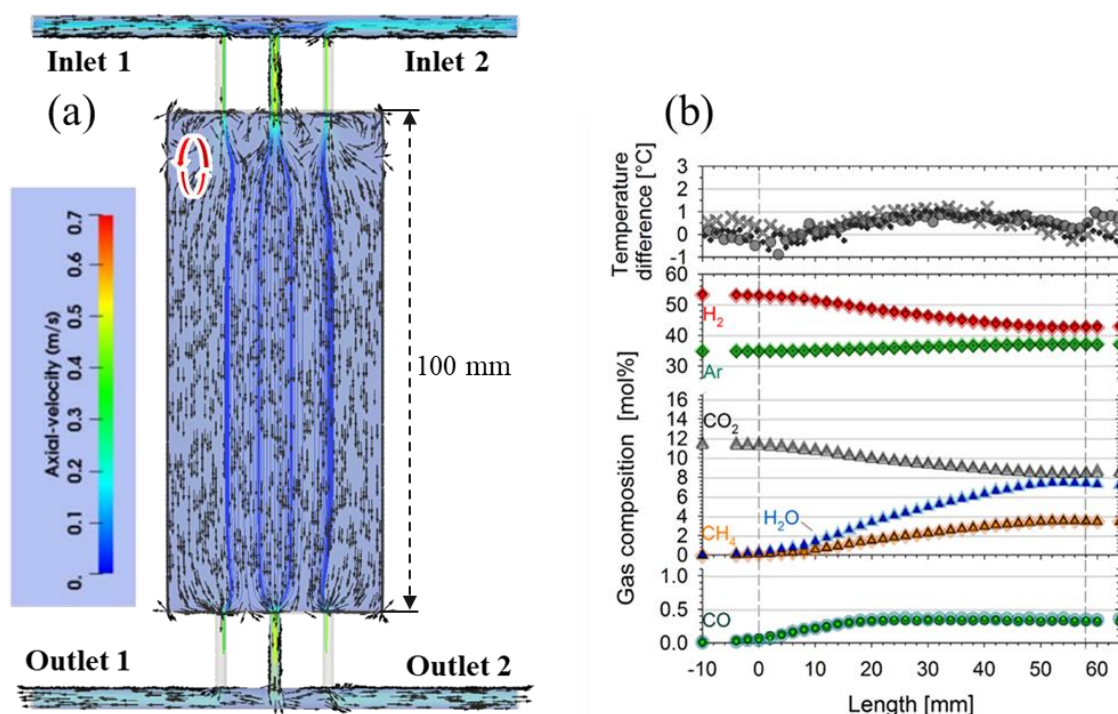 Inlet 1
Inlet 2
(a)
Axial-velocity (m/s)
0.7
0.6
0.5
0.4
0.3
0.2
0.1
0.
100 mm
Outlet 1
Outlet 2
(b)
Temperature
difference [°C]
3
2
1
0
-1
Gas composition [mol%]
60
50
40
30
H2
Ar
16
14
12
10
8
6
4
2
0
CO2
H2O
CH4
1.0
0.5
0.0
CO
-10 0 10 20 30 40 50 60
Length [mm]